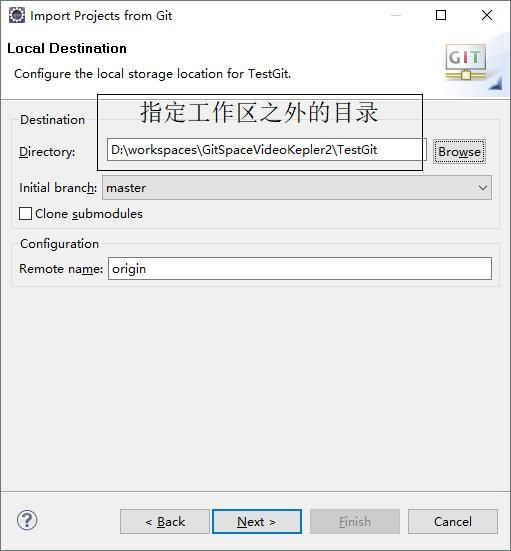 Import Projects from Git
Local Destination
Configure the local storage location for TestGit.
GIT
指定工作区之外的目录
Destination
Directory: D:\workspaces\GitSpaceVideoKepler2\TestGit Browse
Initial branch: master
Clone submodules
Configuration
Remote name: origin
? < Back Next > Finish Cancel